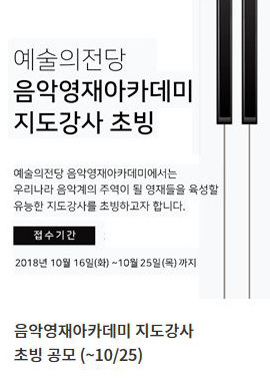 예술의전당
음악영재아카데미
지도강사 초빙
예술의전당 음악영재아카데미에서는
우리나라 음악계의 주역이 될 영재들을 육성할
유능한 지도강사를 초빙하고자 합니다.
접수기간
2018년 10월 16일(화) ~10월 25일(목)까지
음악영재아카데미 지도강사
초빙 공모 (~10/25)